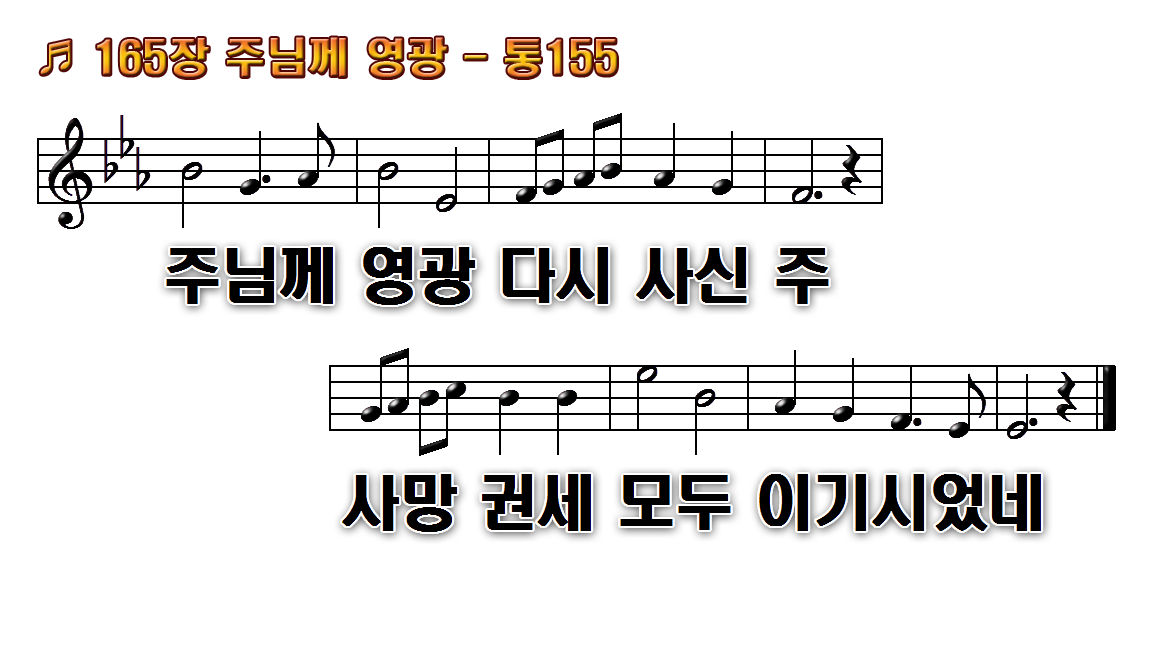 165장 주님께 영광 - 통155
주님께 영광 다시 사신 주
사망 권세 모두 이기시었네